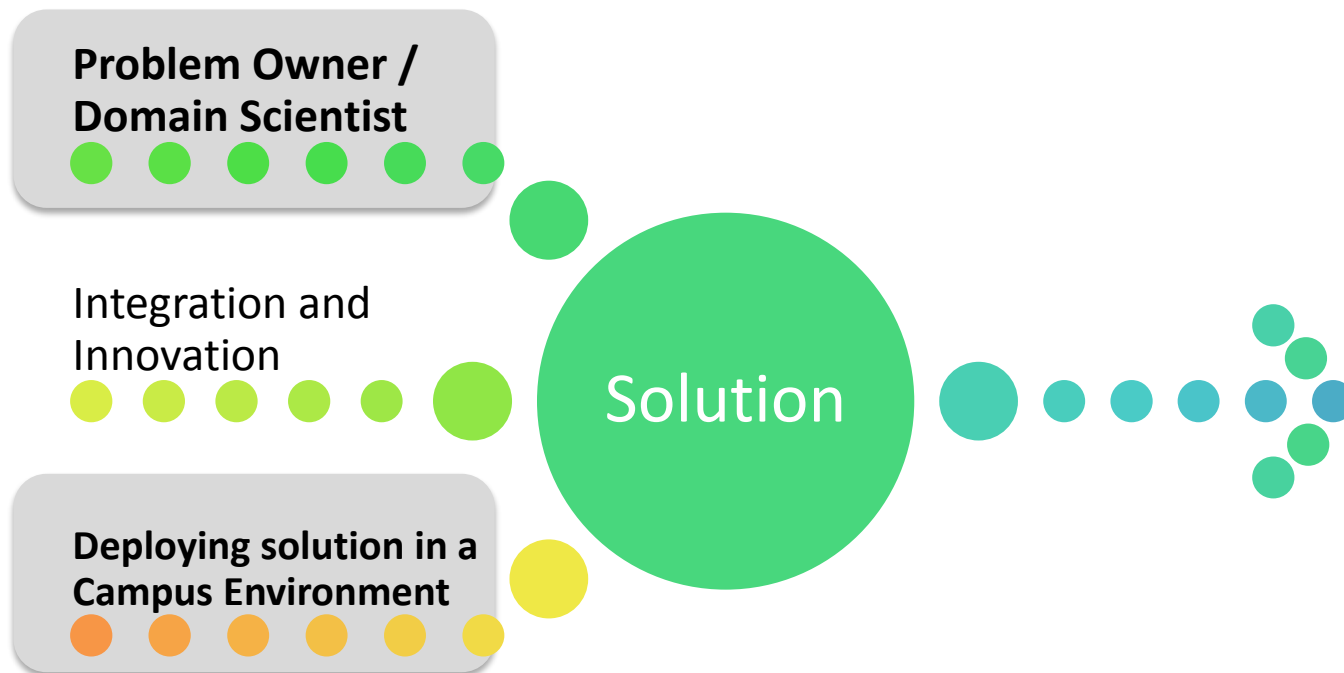 Problem Owner /
Domain Scientist
Integration and
Innovation
Solution
Deploying solution in a
Campus Environment